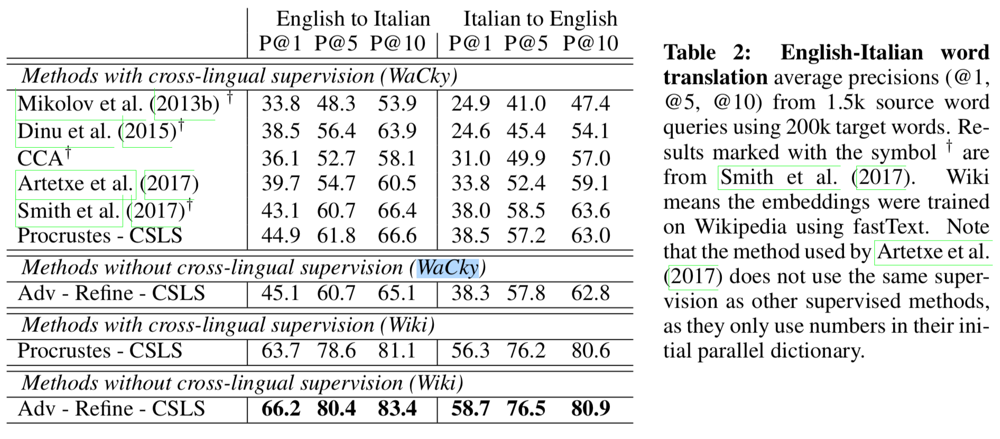 English to Italian Italian to English
P@1 P@5 P@10 P@1 P@5 P@10
Methods with cross-lingual supervision (WaCky)
Mikolov et al. (2013b) † 33.8 48.3 53.9 24.9 41.0 47.4
Dinu et al. (2015)† 38.5 56.4 63.9 24.6 45.4 54.1
CCA† 36.1 52.7 58.1 31.0 49.9 57.0
Artetxe et al. (2017) 39.7 54.7 60.5 33.8 52.4 59.1
Smith et al. (2017)† 43.1 60.7 66.4 38.0 58.5 63.6
Procrustes - CSLS 44.9 61.8 66.6 38.5 57.2 63.0
Methods without cross-lingual supervision (WaCky)
Adv - Refine - CSLS 45.1 60.7 65.1 38.3 57.8 62.8
Methods with cross-lingual supervision (Wiki)
Procrustes - CSLS 63.7 78.6 81.1 56.3 76.2 80.6
Methods without cross-lingual supervision (Wiki)
Adv - Refine - CSLS 66.2 80.4 83.4 58.7 76.5 80.9
Table 2: English-Italian word
translation average precisions (@1,
@5, @10) from 1.5k source word
queries using 200k target words. Re-
sults marked with the symbol † are
from Smith et al. (2017). Wiki
means the embeddings were trained
on Wikipedia using fastText. Note
that the method used by Artetxe et al.
(2017) does not use the same super-
vision as other supervised methods,
as they only use numbers in their ini-
tial parallel dictionary.